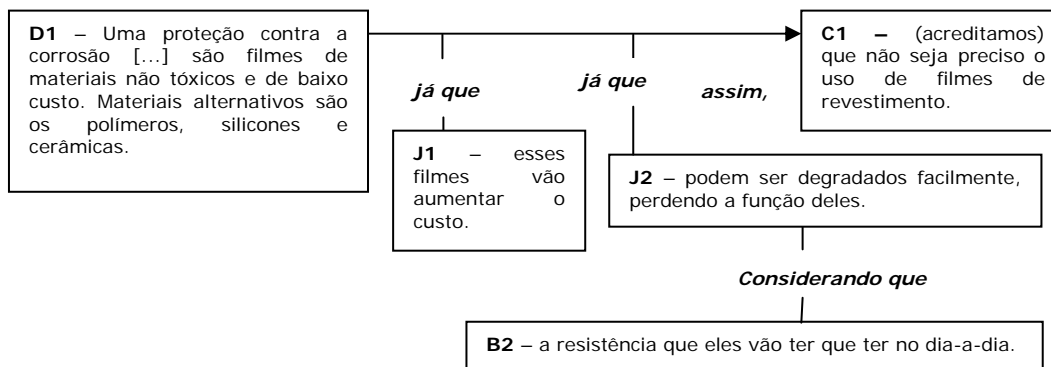 D1 – Uma proteção contra a
corrosão [...] são filmes de
materiais não tóxicos e de baixo
custo. Materiais alternativos são
os polímeros, silicones e
cerâmicas.
já que
já que
assim,
C1 – (acreditamos)
que não seja preciso o
uso de filmes de
revestimento.
J1 – esses
filmes vão
aumentar o
custo.
J2 – podem ser degradados facilmente,
perdendo a função deles.
Considerando que
B2 – a resistência que eles vão ter que ter no dia-a-dia.